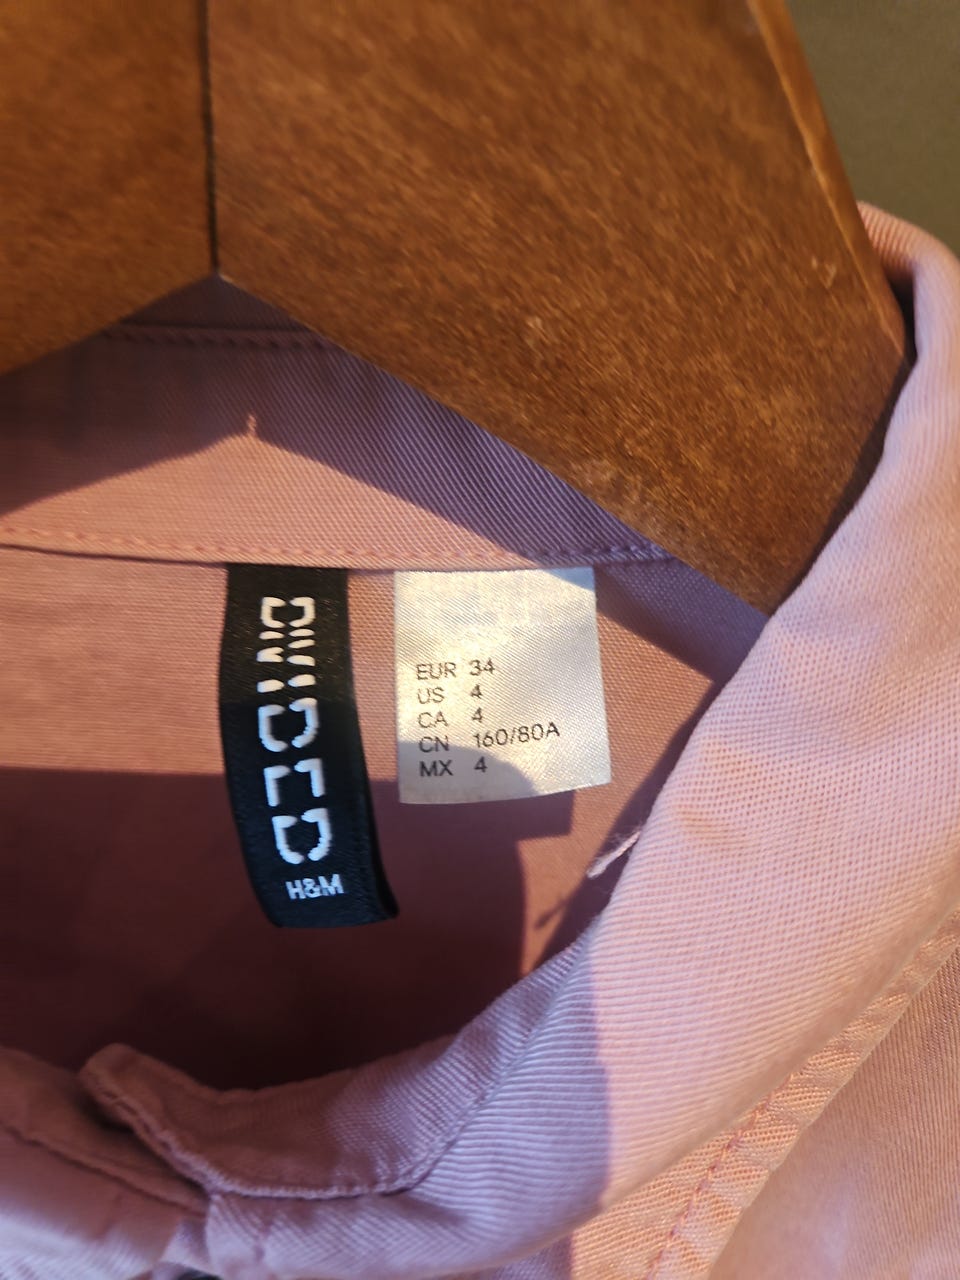 DIVIDED
H&M
EUR 34
US 4
CA 4
CN 160/80A
MX 4